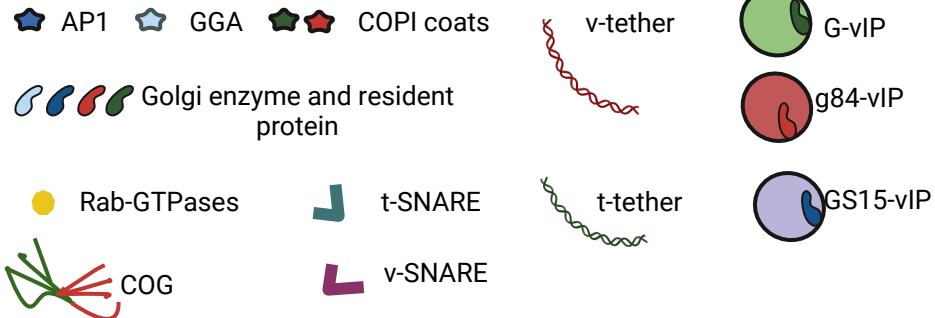 AP1 GGA COPI coats v-tether G-vIP
Golgi enzyme and resident g84-vIP
protein
Rab-GTPases t-SNARE t-tether GS15-vIP
COG v-SNARE